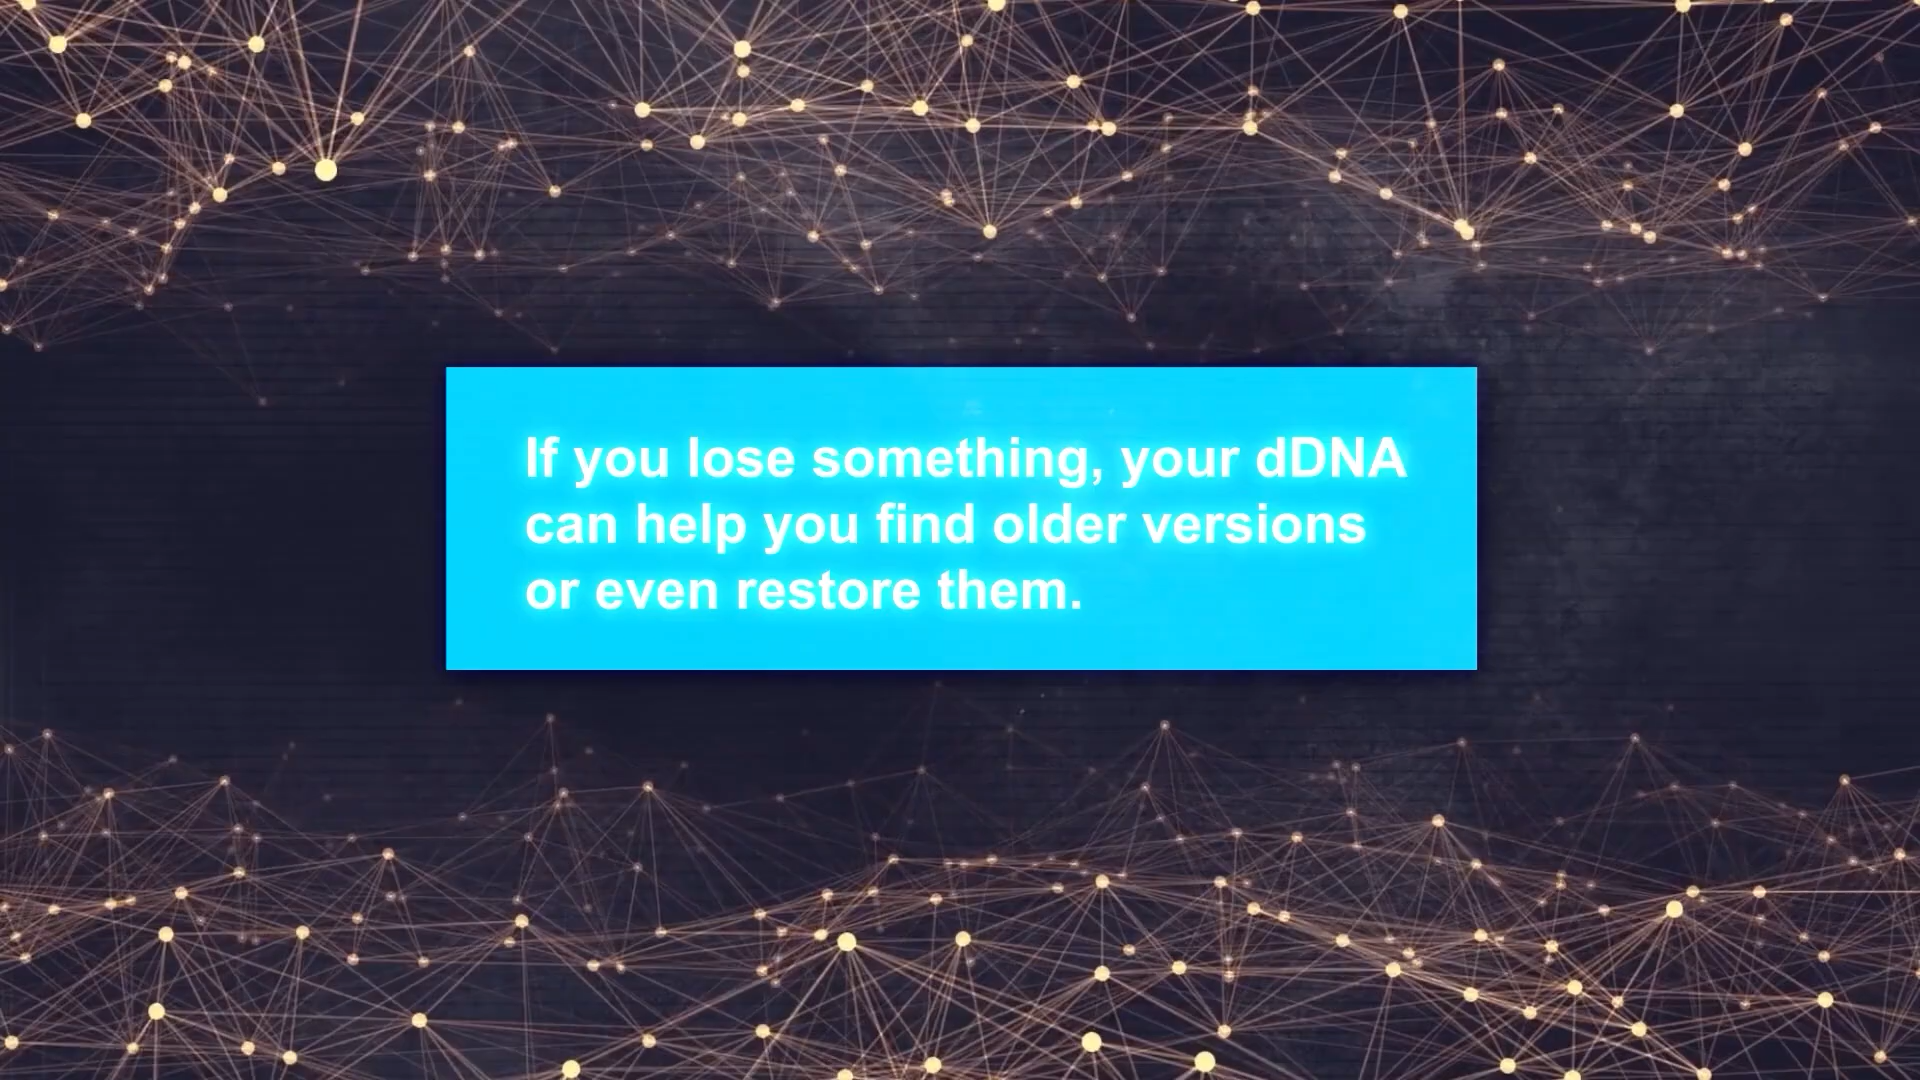 If you lose something, your dDNA
can help you find older versions
or even restore them.